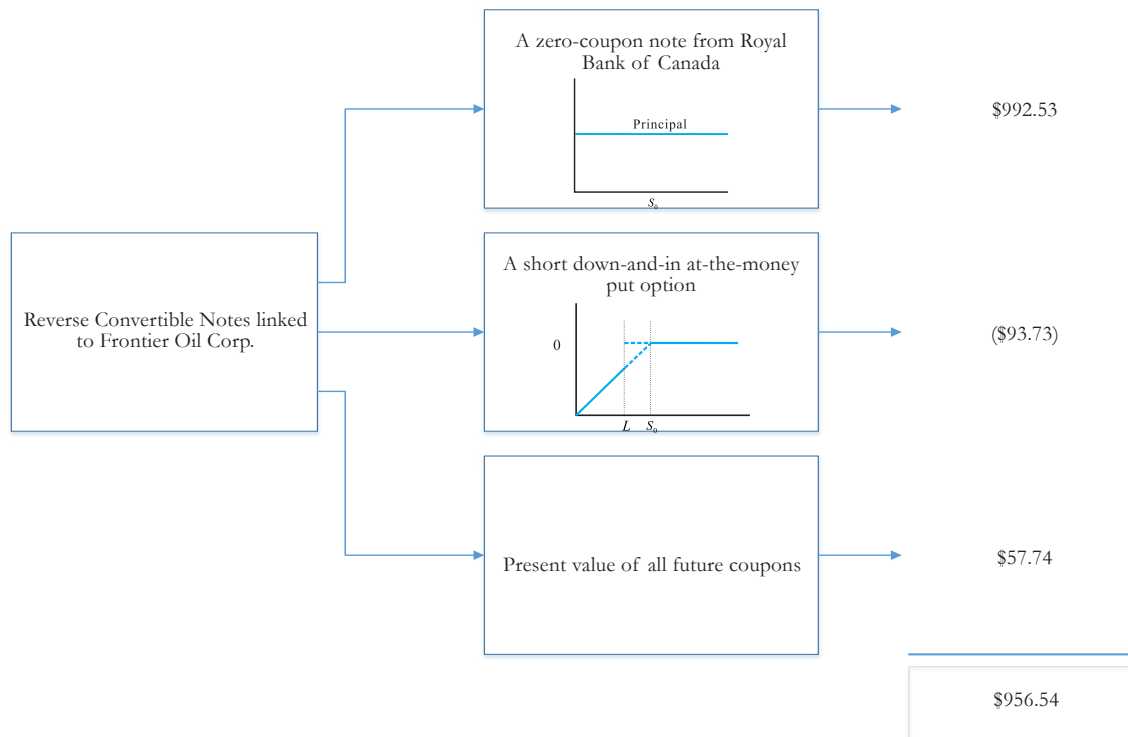 A zero-coupon note from Royal
Bank of Canada
Principal
S₀
$992.53
Reverse Convertible Notes linked
to Frontier Oil Corp.
A short down-and-in at-the-money
put option
0
L S₀
($93.73)
Present value of all future coupons
$57.74
$956.54